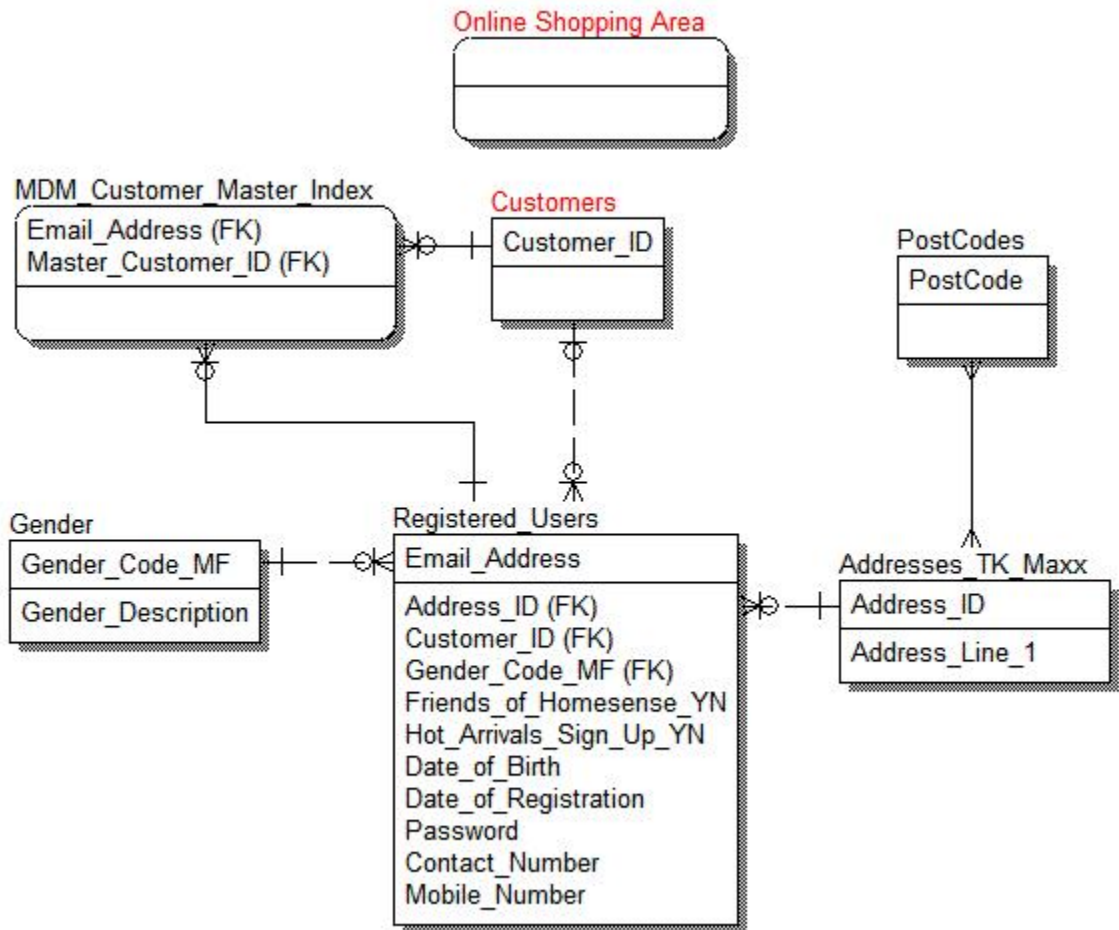 Online Shopping Area
MDM_Customer_Master_Index
Email_Address (FK)
Master_Customer_ID (FK)
Customers
Customer_ID
PostCodes
PostCode
Gender
Gender_Code_MF
Gender_Description
Registered_Users
Email_Address
Address_ID (FK)
Customer_ID (FK)
Gender_Code_MF (FK)
Friends_of_Homesense_YN
Hot_Arrivals_Sign_Up_YN
Date_of_Birth
Date_of_Registration
Password
Contact_Number
Mobile_Number
Addresses_TK_Maxx
Address_ID
Address_Line_1